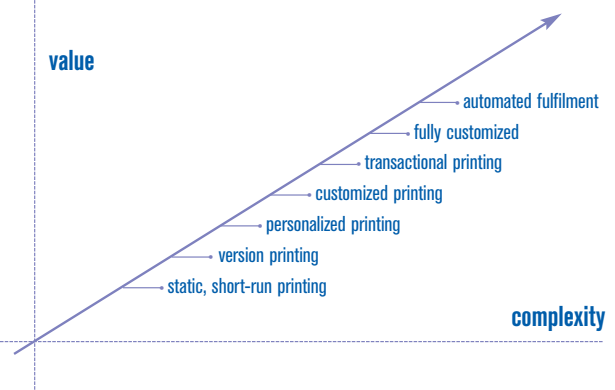 value
automated fulfilment
fully customized
transactional printing
customized printing
personalized printing
version printing
static, short-run printing
complexity